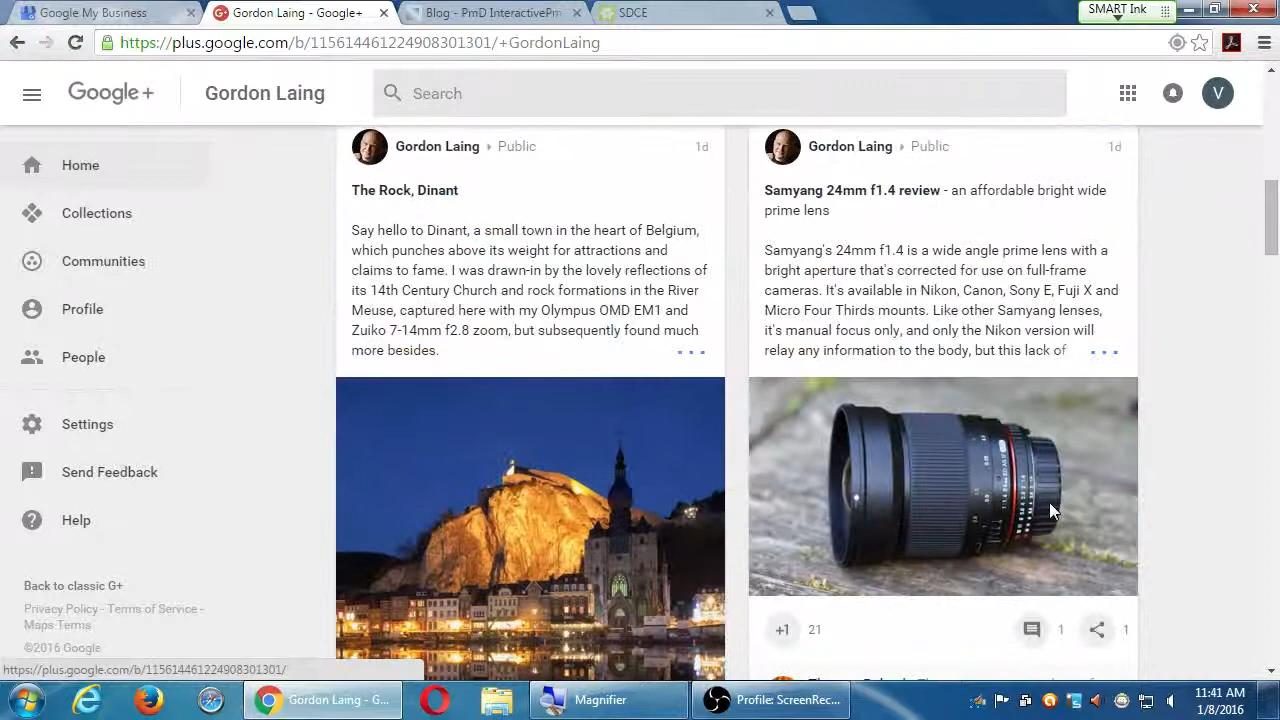 Google My Business
Gordon Laing - Google+
Blog - PmD InteractivePm
SDCE
SMART Ink
https://plus.google.com/b/115614461224908301301/+GordonLaing
Google+
Gordon Laing
Search
V
Home
Collections
Communities
Profile
People
Settings
Send Feedback
Help
Back to classic G+
Privacy Policy - Terms of Service -
Maps Terms
©2016 Google
https://plus.google.com/b/115614461224908301301/
Gordon Laing Public 1d
The Rock, Dinant
Say hello to Dinant, a small town in the heart of Belgium,
which punches above its weight for attractions and
claims to fame. I was drawn-in by the lovely reflections of
its 14th Century Church and rock formations in the River
Meuse, captured here with my Olympus OMD EM1 and
Zuiko 7-14mm f2.8 zoom, but subsequently found much
more besides.
Gordon Laing Public 1d
Samyang 24mm f1.4 review - an affordable bright wide
prime lens
Samyang's 24mm f1.4 is a wide angle prime lens with a
bright aperture that's corrected for use on full-frame
cameras. It's available in Nikon, Canon, Sony E, Fuji X and
Micro Four Thirds mounts. Like other Samyang lenses,
it's manual focus only, and only the Nikon version will
relay any information to the body, but this lack of
+1 21 1 1
Gordon Laing - G...
Magnifier
Profile: ScreenRec...
11:41 AM
1/8/2016